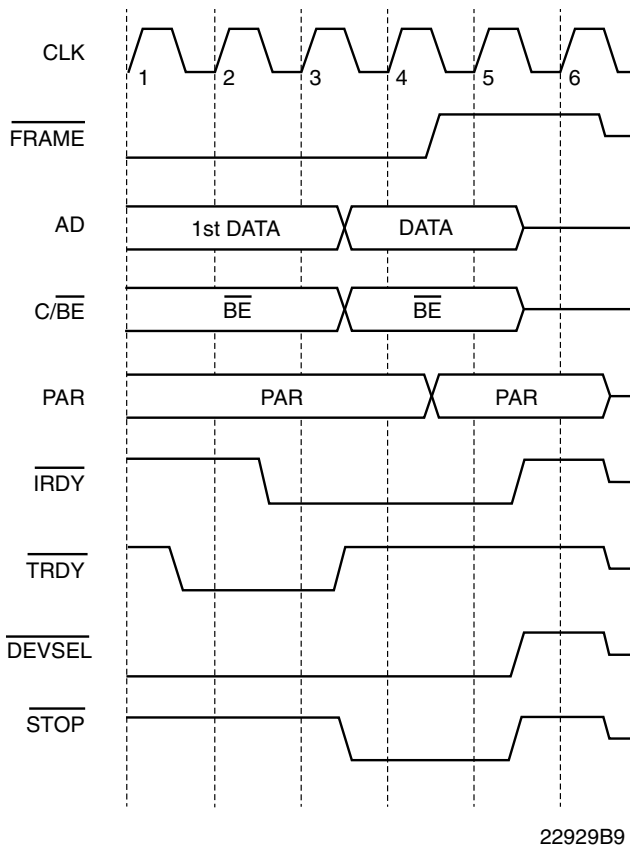 CLK
1 2 3 4 5 6
FRAME
AD 1st DATA DATA
C/BE BE BE
PAR PAR PAR
IRDY
TRDY
DEVSEL
STOP
22929B9